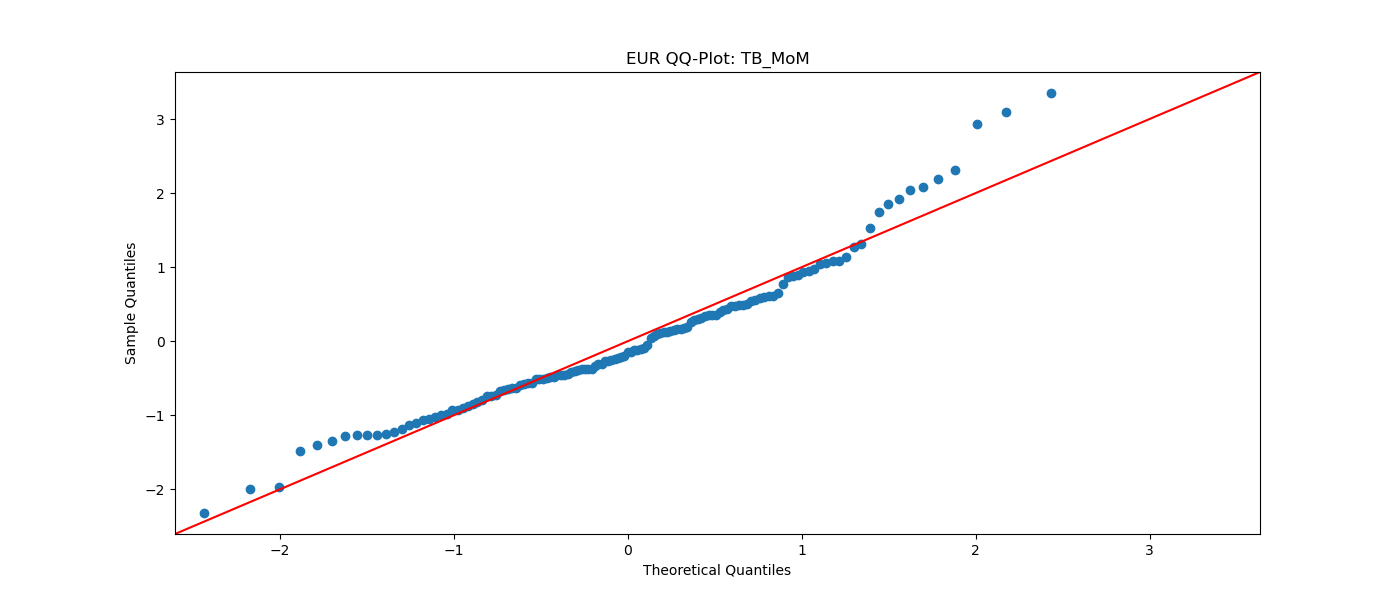 EUR QQ-Plot: TB_MoM
3
2
1
0
−1
−2
Sample Quantiles
−2 −1 0 1 2 3
Theoretical Quantiles